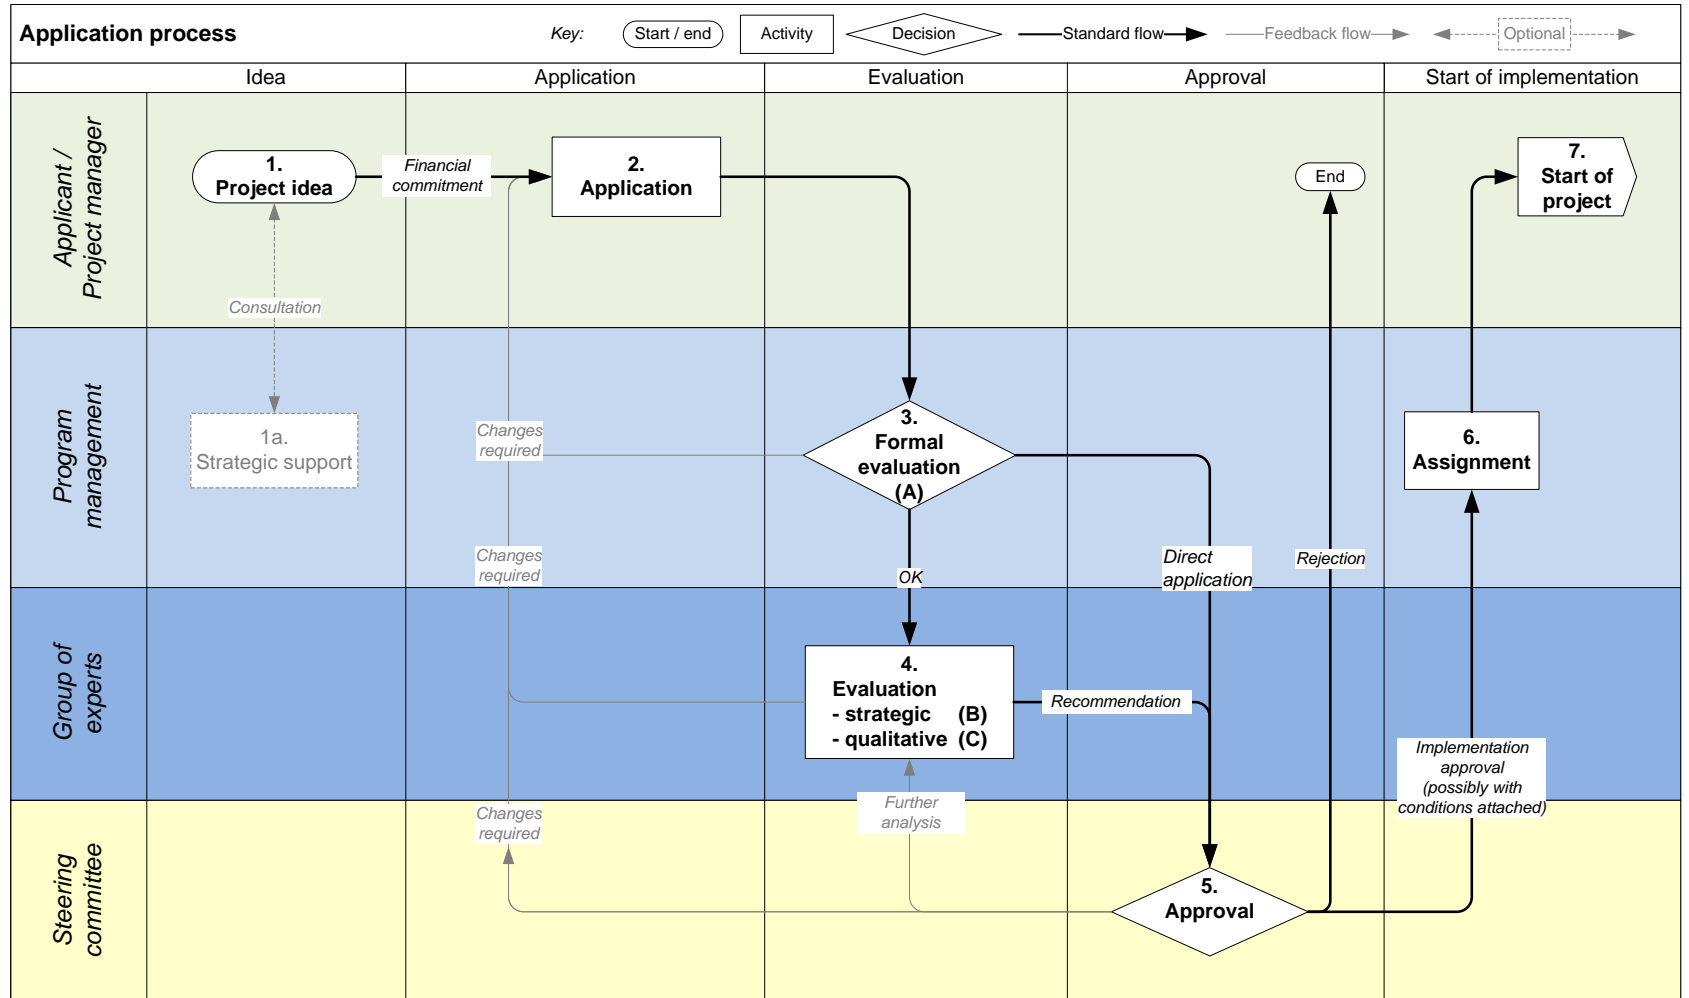 Application process
Key:
Start / end
Activity
Decision
Standard flow
Feedback flow
Optional
Idea
Application
Evaluation
Approval
Start of implementation
Applicant /
Project manager
1.
Project idea
Financial
commitment
2.
Application
End
7.
Start of
project
Consultation
Program
management
1a.
Strategic support
Changes
required
3.
Formal
evaluation
(A)
6.
Assignment
Changes
required
OK
Direct
application
Rejection
Group of
experts
4.
Evaluation
- strategic (B)
- qualitative (C)
Recommendation
Implementation
approval
(possibly with
conditions attached)
Steering
committee
Changes
required
Further
analysis
5.
Approval